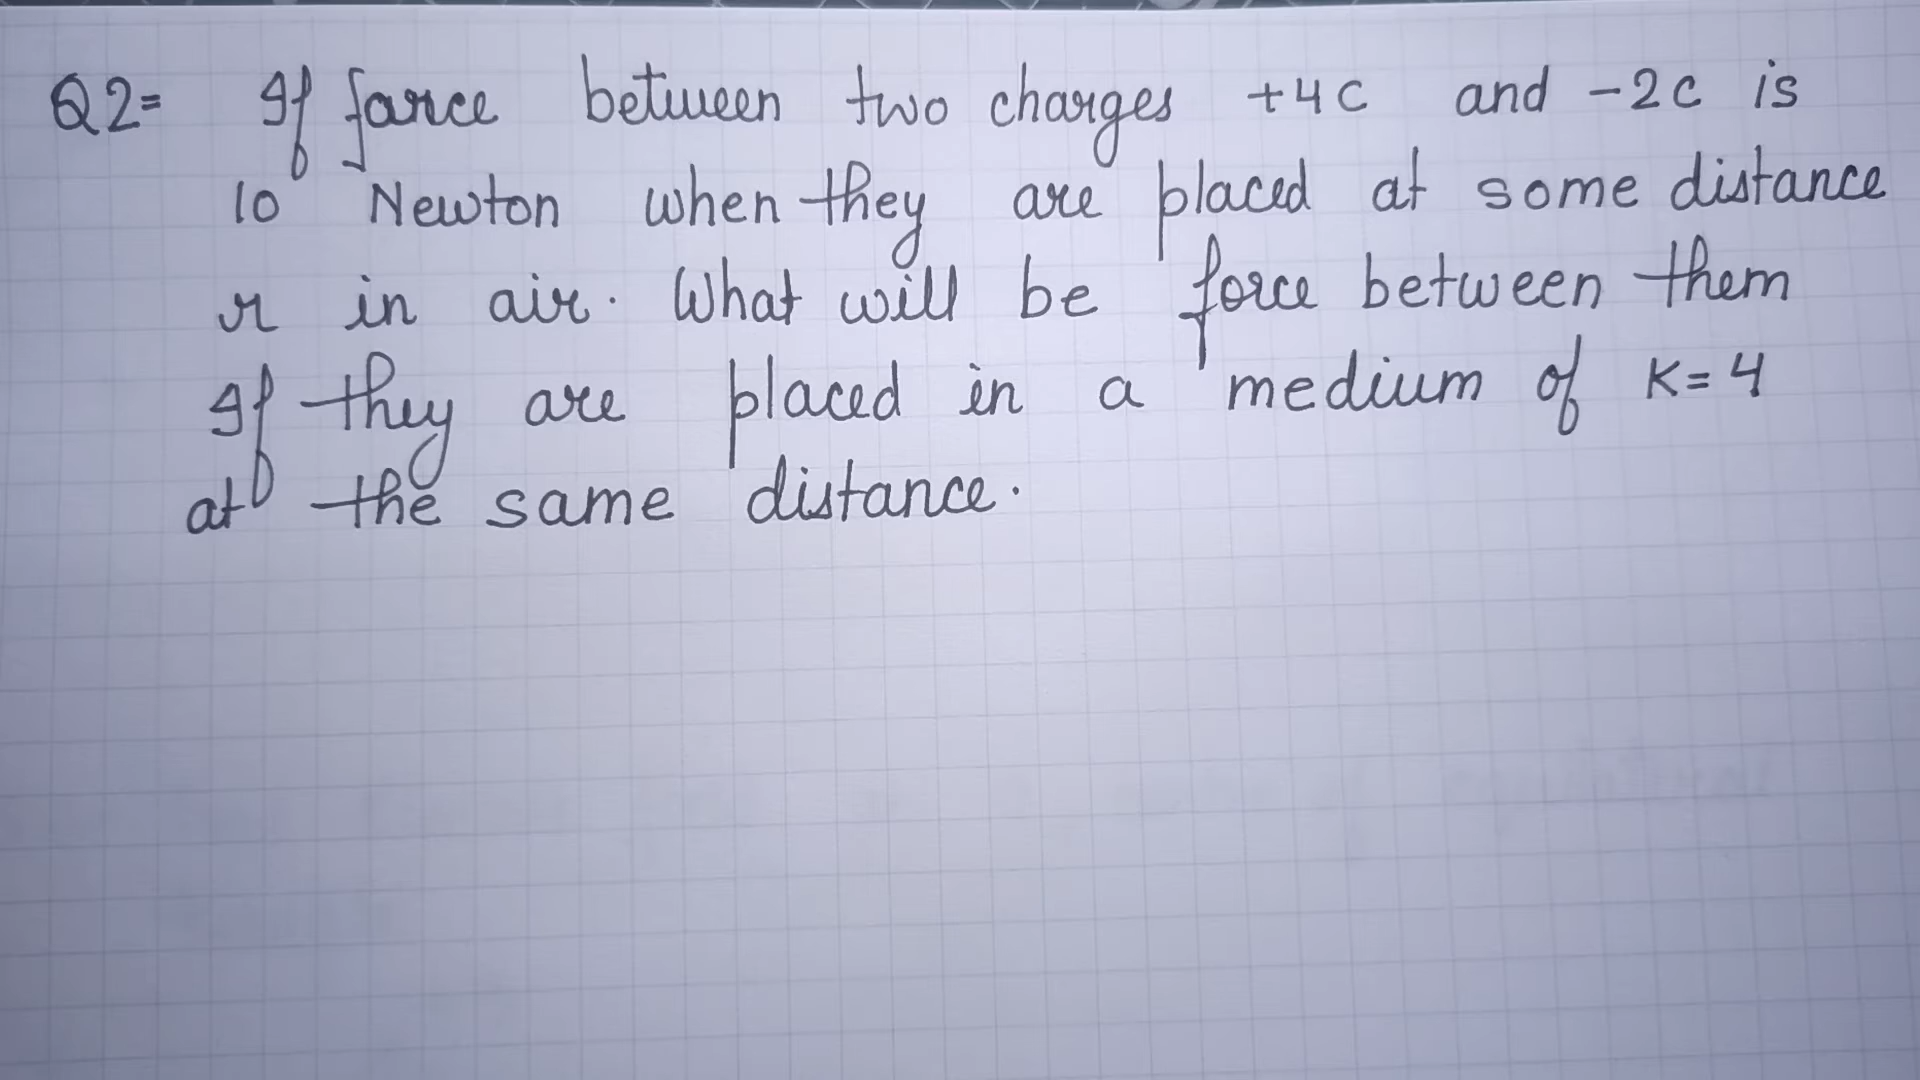 Q2= If force between two charges +4C and -2C is
10 Newton when they are placed at some distance
r in air. What will be force between them
If they are placed in a medium of K=4
at the same distance.